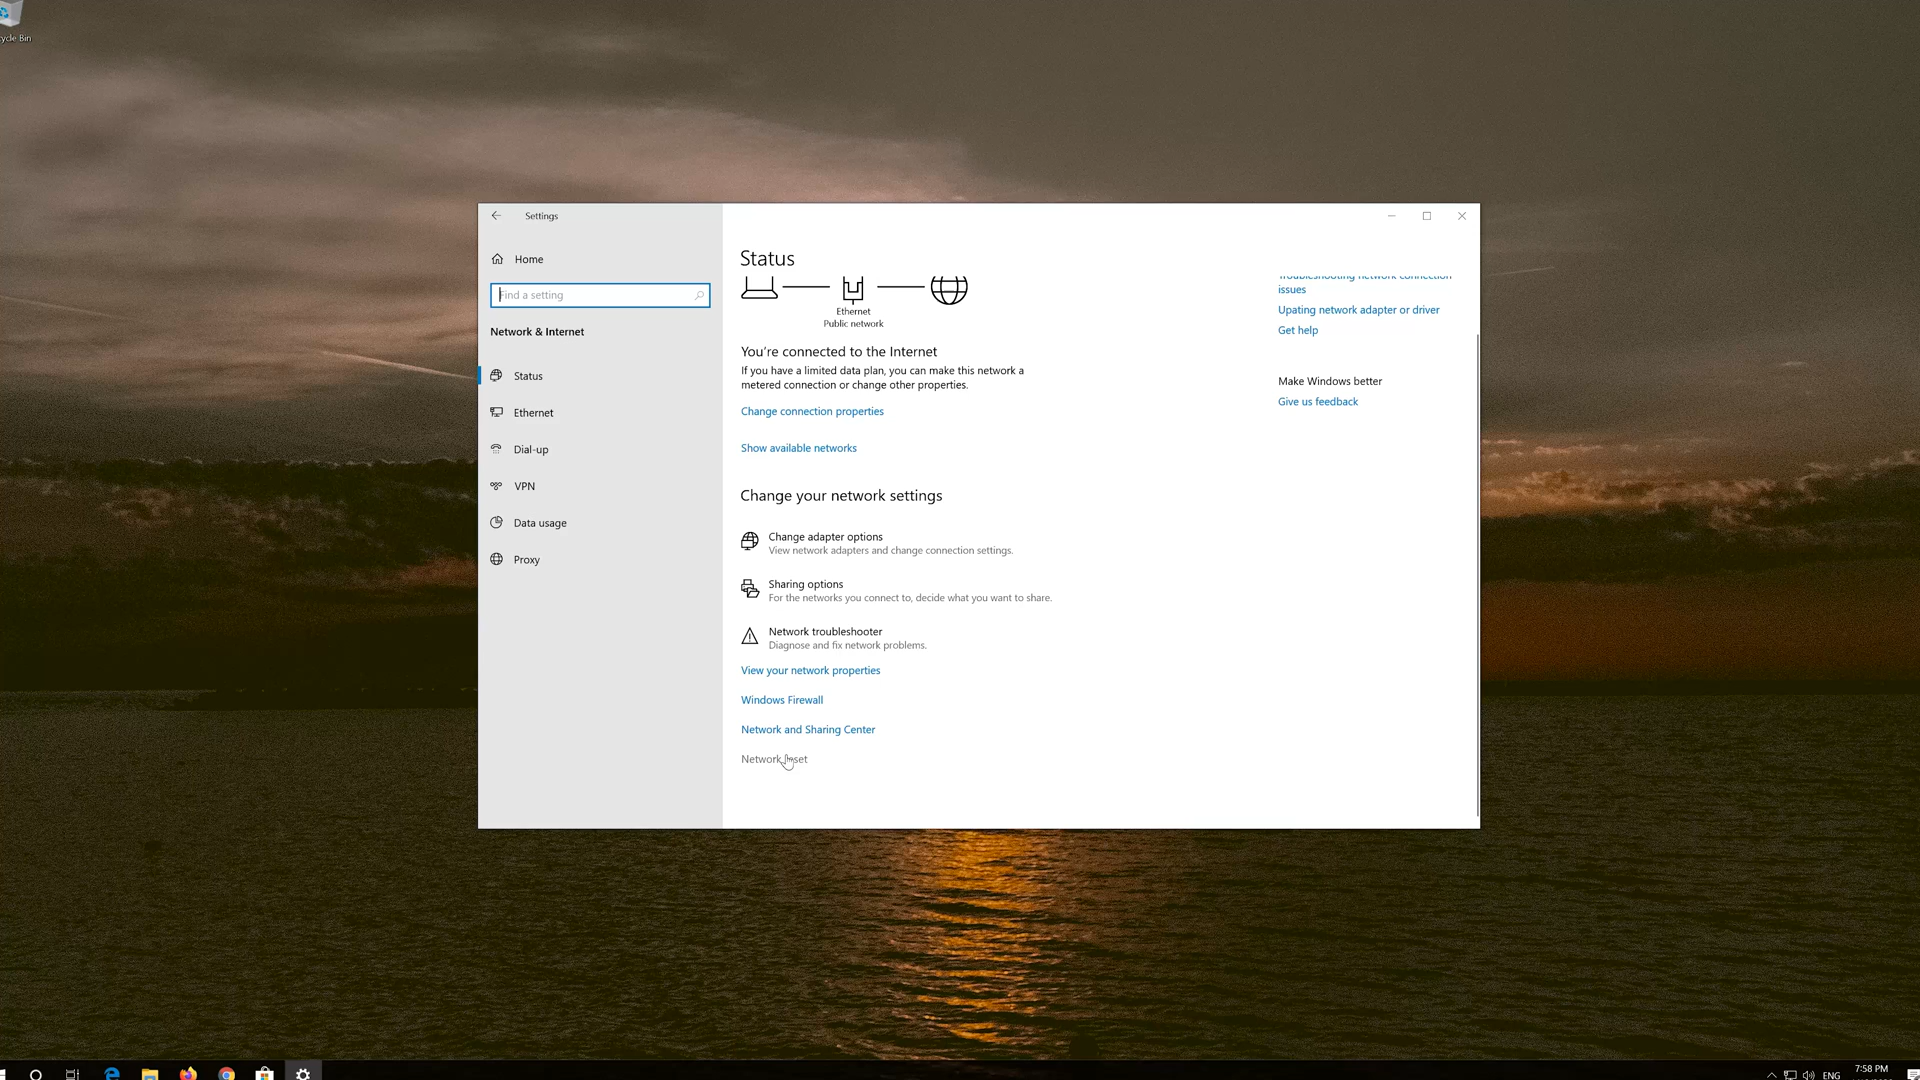 ycle Bin
Settings
Home
Find a setting
Network & Internet
Status
Ethernet
Dial-up
VPN
Data usage
Proxy
Status
Ethernet
Public network
You're connected to the Internet
If you have a limited data plan, you can make this network a
metered connection or change other properties.
Change connection properties
Show available networks
Change your network settings
Change adapter options
View network adapters and change connection settings.
Sharing options
For the networks you connect to, decide what you want to share.
Network troubleshooter
Diagnose and fix network problems.
View your network properties
Windows Firewall
Network and Sharing Center
Network set
Troubleshooting network connection
issues
Upating network adapter or driver
Get help
Make Windows better
Give us feedback
ENG
7:58 PM